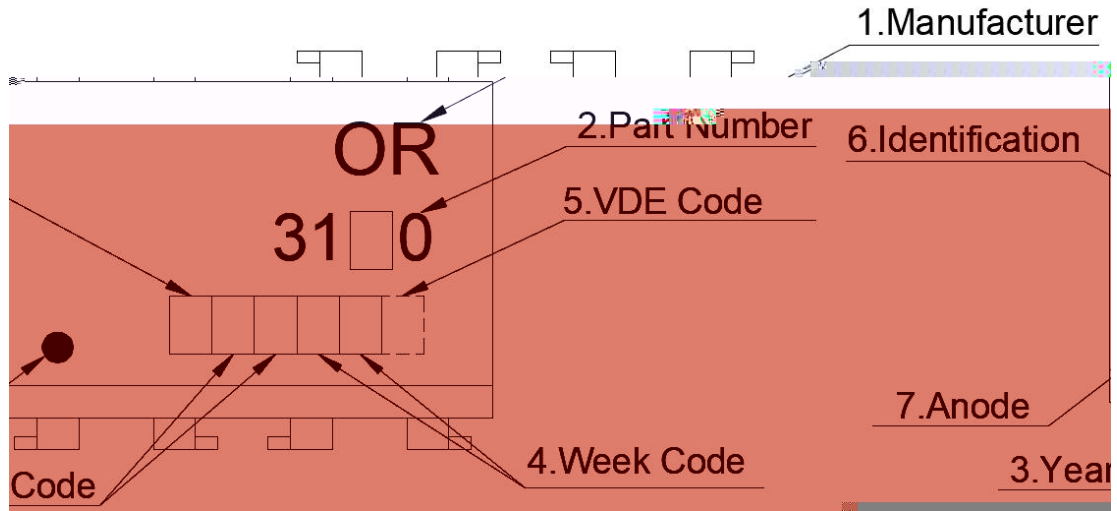 1.Manufacturer
OR
2.Part Number
6.Identification
31 0
5.VDE Code
7.Anode
4.Week Code
3.Year
Code